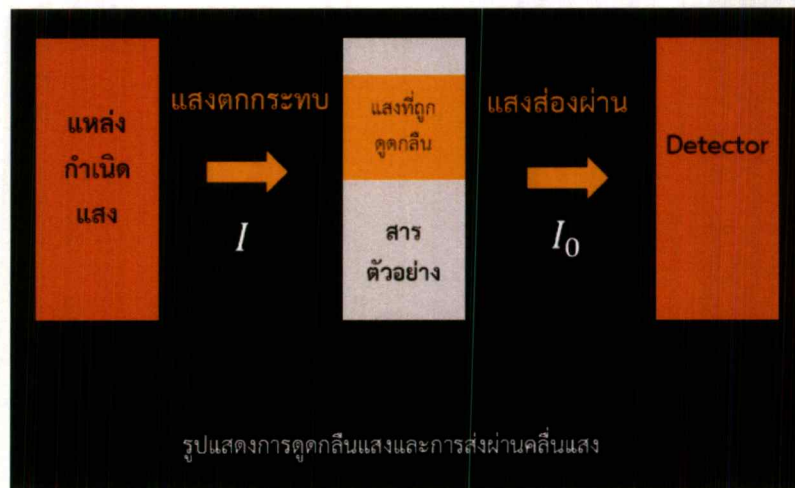 แหล่ง
กำเนิด
แสง
แสงตกกระทบ
I
แสงที่ถูก
ดูดกลืน
สาร
ตัวอย่าง
แสงส่องผ่าน
I₀
Detector
รูปแสดงการดูดกลืนแสงและการส่งผ่านคลื่นแสง